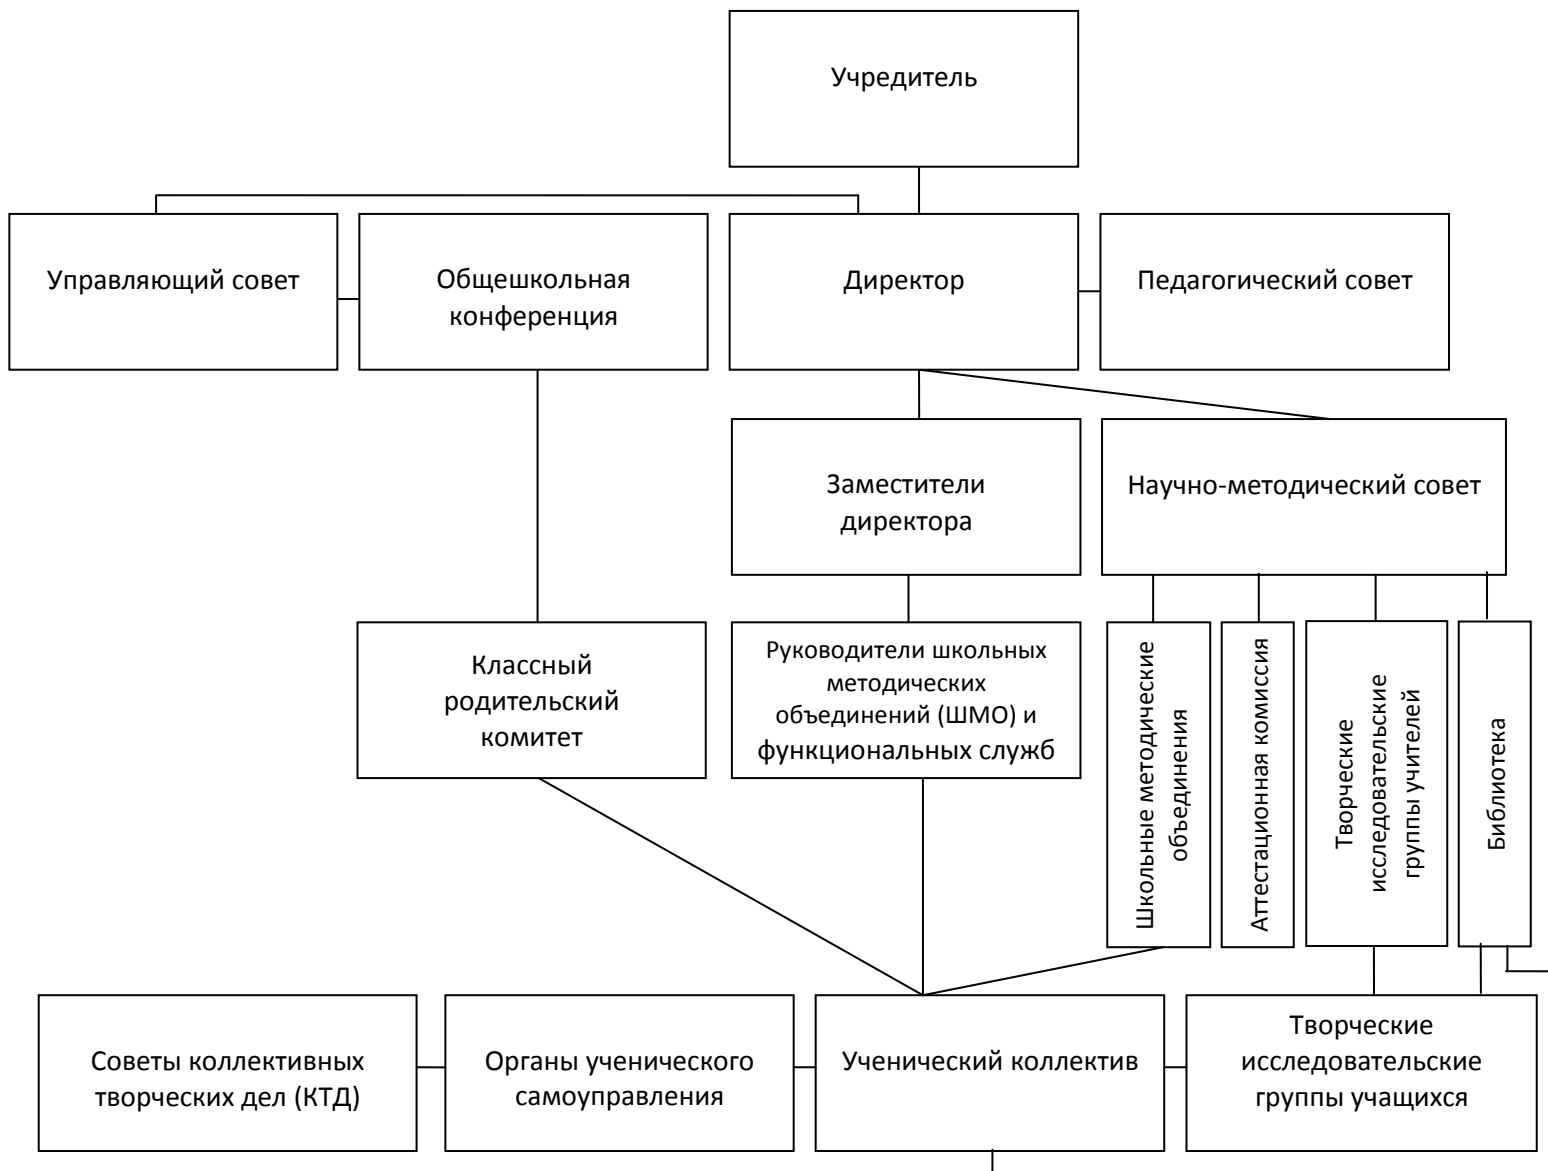 Учредитель
Управляющий совет
Общешкольная
конференция
Директор
Педагогический совет
Заместители
директора
Научно-методический совет
Классный
родительский
комитет
Руководители школьных
методических
объединений (ШМО) и
функциональных служб
Школьные методические
объединения
Аттестационная комиссия
Творческие
исследовательские
группы учителей
Библиотека
Советы коллективных
творческих дел (КТД)
Органы ученического
самоуправления
Ученический коллектив
Творческие
исследовательские
группы учащихся